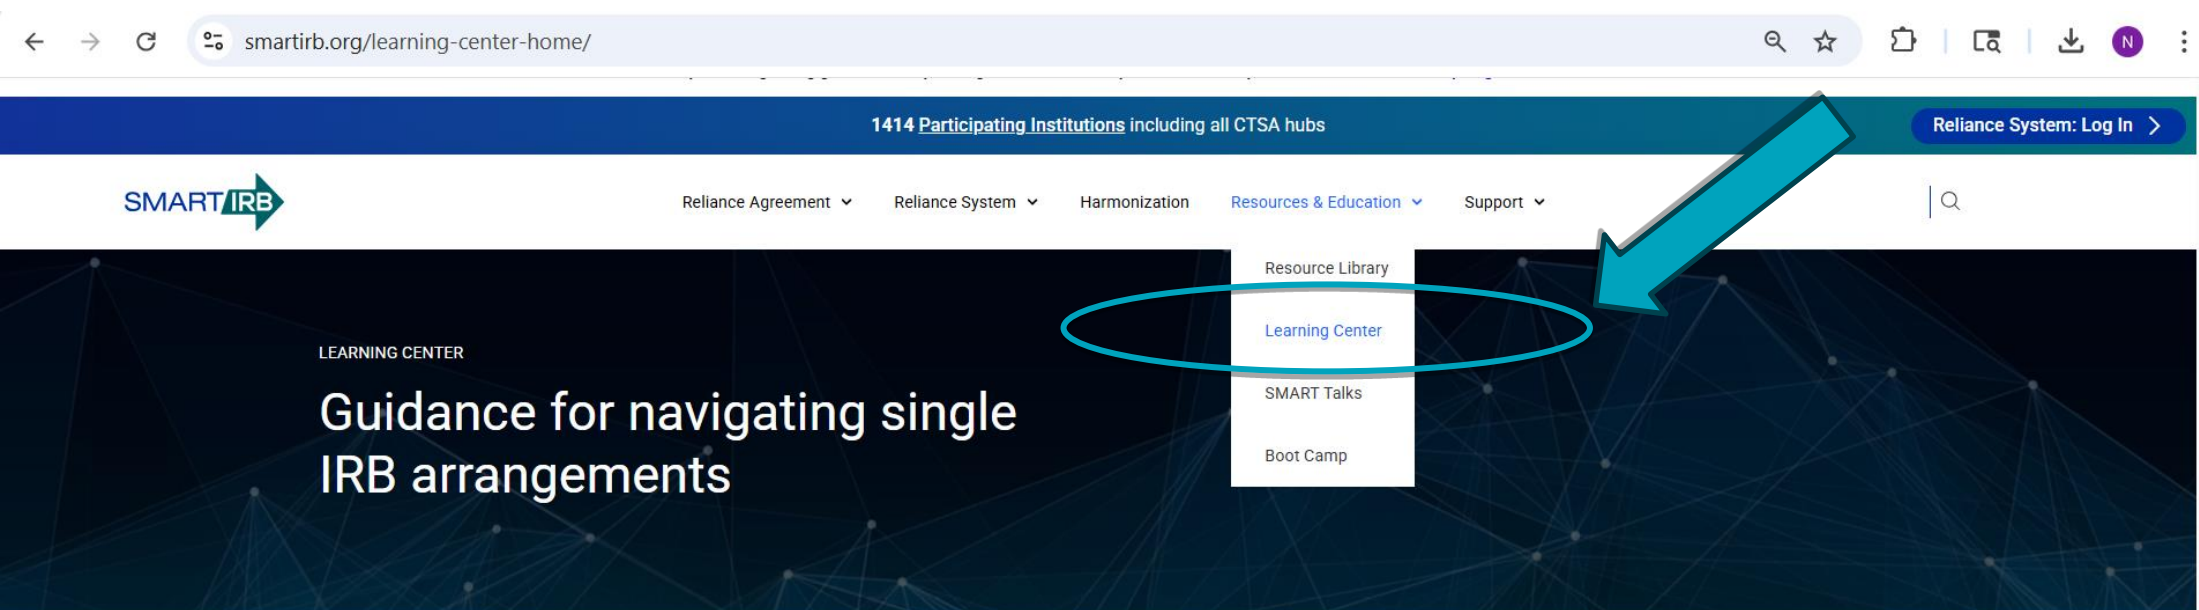 smartirb.org/learning-center-home/
N
1414 Participating Institutions including all CTSA hubs
Reliance System: Log In
SMART IRB
Reliance Agreement
Reliance System
Harmonization
Resources & Education
Support
Resource Library
Learning Center
SMART Talks
Boot Camp
LEARNING CENTER
Guidance for navigating single
IRB arrangements